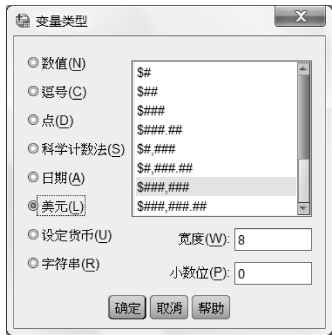 变量类型
数值(N)
逗号(C)
点(D)
科学计数法(S)
日期(A)
美元(L)
设定货币(U)
字符串(R)
$#
$##
$###
$###.##
$#,###
$#,###.##
$###,###
$###,###.##
宽度(W): 8
小数位(P): 0
确定 取消 帮助